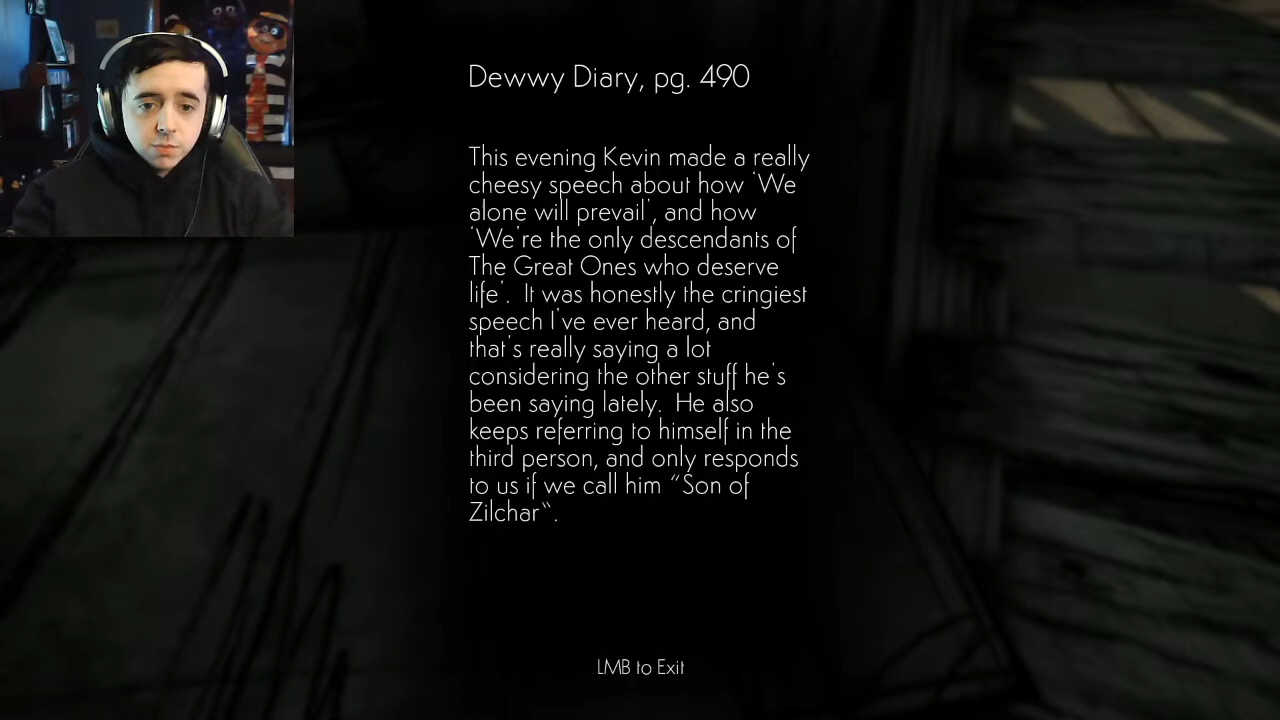 Dewwy Diary, pg. 490
This evening Kevin made a really
cheesy speech about how 'We
alone will prevail', and how
'We're the only descendants of
The Great Ones who deserve
life'. It was honestly the cringiest
speech I've ever heard, and
that's really saying a lot
considering the other stuff he's
been saying lately. He also
keeps referring to himself in the
third person, and only responds
to us if we call him "Son of
Zilchar".
LMB to Exit